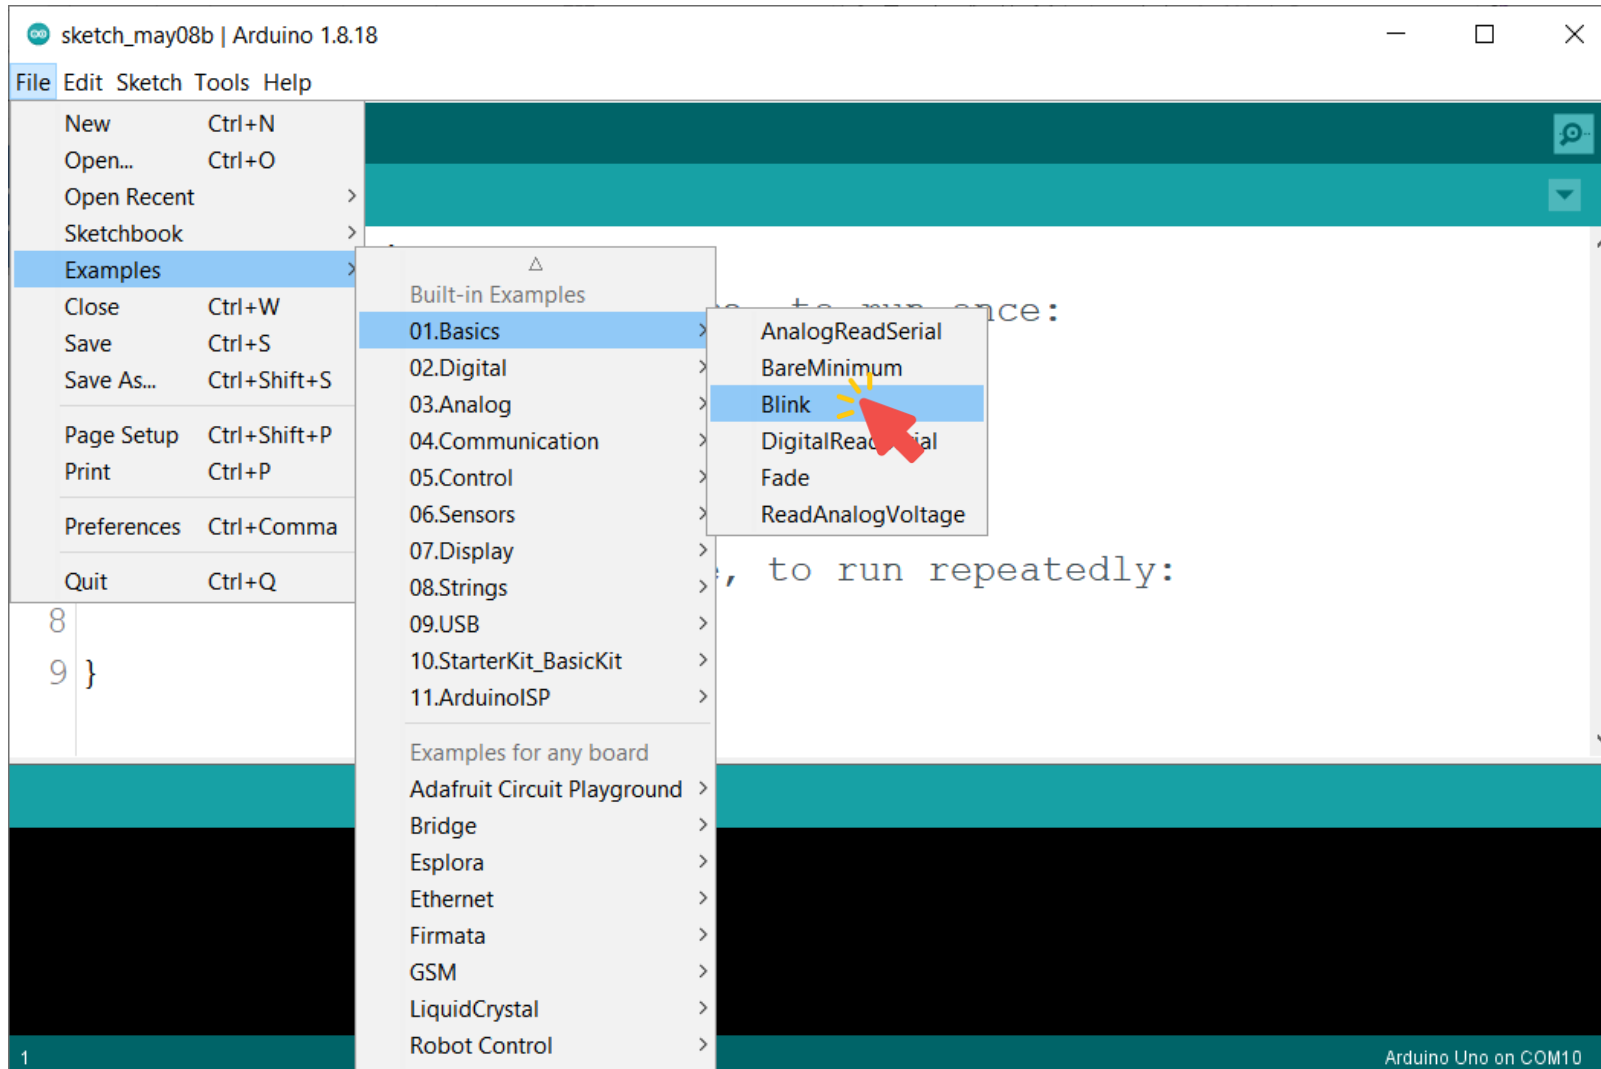 sketch_may08b | Arduino 1.8.18
File Edit Sketch Tools Help
New Ctrl+N
Open... Ctrl+O
Open Recent
Sketchbook
Examples
Close Ctrl+W
Save Ctrl+S
Save As... Ctrl+Shift+S
Page Setup Ctrl+Shift+P
Print Ctrl+P
Preferences Ctrl+Comma
Quit Ctrl+Q
Built-in Examples
01.Basics
02.Digital
03.Analog
04.Communication
05.Control
06.Sensors
07.Display
08.Strings
09.USB
10.StarterKit_BasicKit
11.ArduinoISP
Examples for any board
Adafruit Circuit Playground
Bridge
Esplora
Ethernet
Firmata
GSM
LiquidCrystal
Robot Control
AnalogReadSerial
BareMinimum
Blink
Fade
ReadAnalogVoltage
to run once:
, to run repeatedly:
8
9 }
1
Arduino Uno on COM10